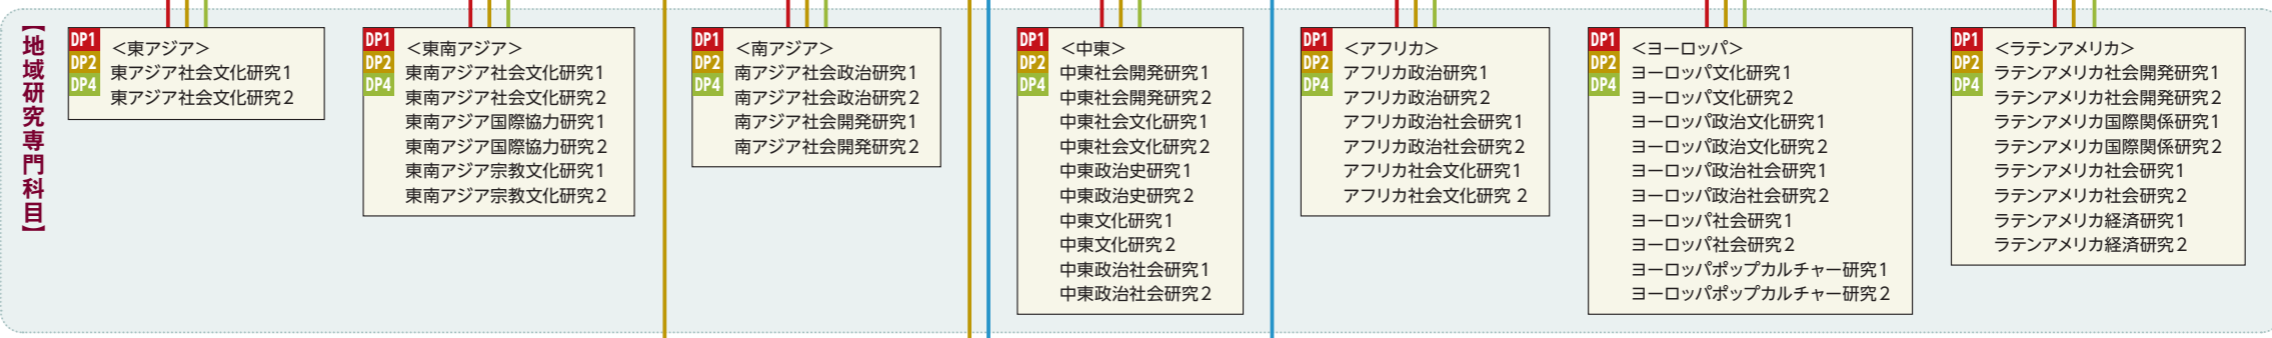 【地域研究専門科目】
DP1
DP2
DP4
＜東アジア＞
東アジア社会文化研究1
東アジア社会文化研究2
DP1
DP2
DP4
＜東南アジア＞
東南アジア社会文化研究1
東南アジア社会文化研究2
東南アジア国際協力研究1
東南アジア国際協力研究2
東南アジア宗教文化研究1
東南アジア宗教文化研究2
DP1
DP2
DP4
＜南アジア＞
南アジア社会政治研究1
南アジア社会政治研究2
南アジア社会開発研究1
南アジア社会開発研究2
DP1
DP2
DP4
＜中東＞
中東社会開発研究1
中東社会開発研究2
中東社会文化研究1
中東社会文化研究2
中東政治史研究1
中東政治史研究2
中東文化研究1
中東文化研究2
中東政治社会研究1
中東政治社会研究2
DP1
DP2
DP4
＜アフリカ＞
アフリカ政治研究1
アフリカ政治研究2
アフリカ政治社会研究1
アフリカ政治社会研究2
アフリカ社会文化研究1
アフリカ社会文化研究 2
DP1
DP2
DP4
＜ヨーロッパ＞
ヨーロッパ文化研究1
ヨーロッパ文化研究2
ヨーロッパ政治文化研究1
ヨーロッパ政治文化研究2
ヨーロッパ政治社会研究1
ヨーロッパ政治社会研究2
ヨーロッパ社会研究1
ヨーロッパ社会研究2
ヨーロッパポップカルチャー研究1
ヨーロッパポップカルチャー研究2
DP1
DP2
DP4
＜ラテンアメリカ＞
ラテンアメリカ社会開発研究1
ラテンアメリカ社会開発研究2
ラテンアメリカ国際関係研究1
ラテンアメリカ国際関係研究2
ラテンアメリカ社会研究1
ラテンアメリカ社会研究2
ラテンアメリカ経済研究1
ラテンアメリカ経済研究2